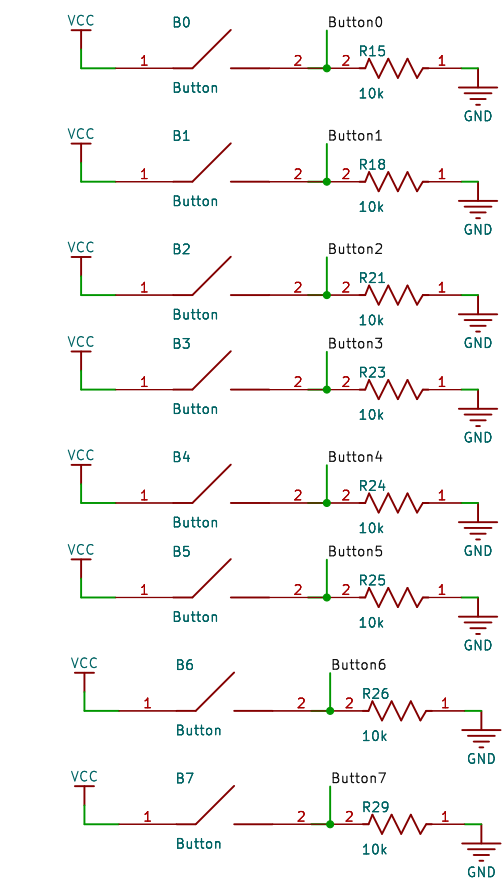 VCC B0 Button0
1 2 2 R15 1
Button 10k GND
VCC B1 Button1
1 2 2 R18 1
Button 10k GND
VCC B2 Button2
1 2 2 R21 1
Button 10k GND
VCC B3 Button3
1 2 2 R23 1
Button 10k GND
VCC B4 Button4
1 2 2 R24 1
Button 10k GND
VCC B5 Button5
1 2 2 R25 1
Button 10k GND
VCC B6 Button6
1 2 2 R26 1
Button 10k GND
VCC B7 Button7
1 2 2 R29 1
Button 10k GND